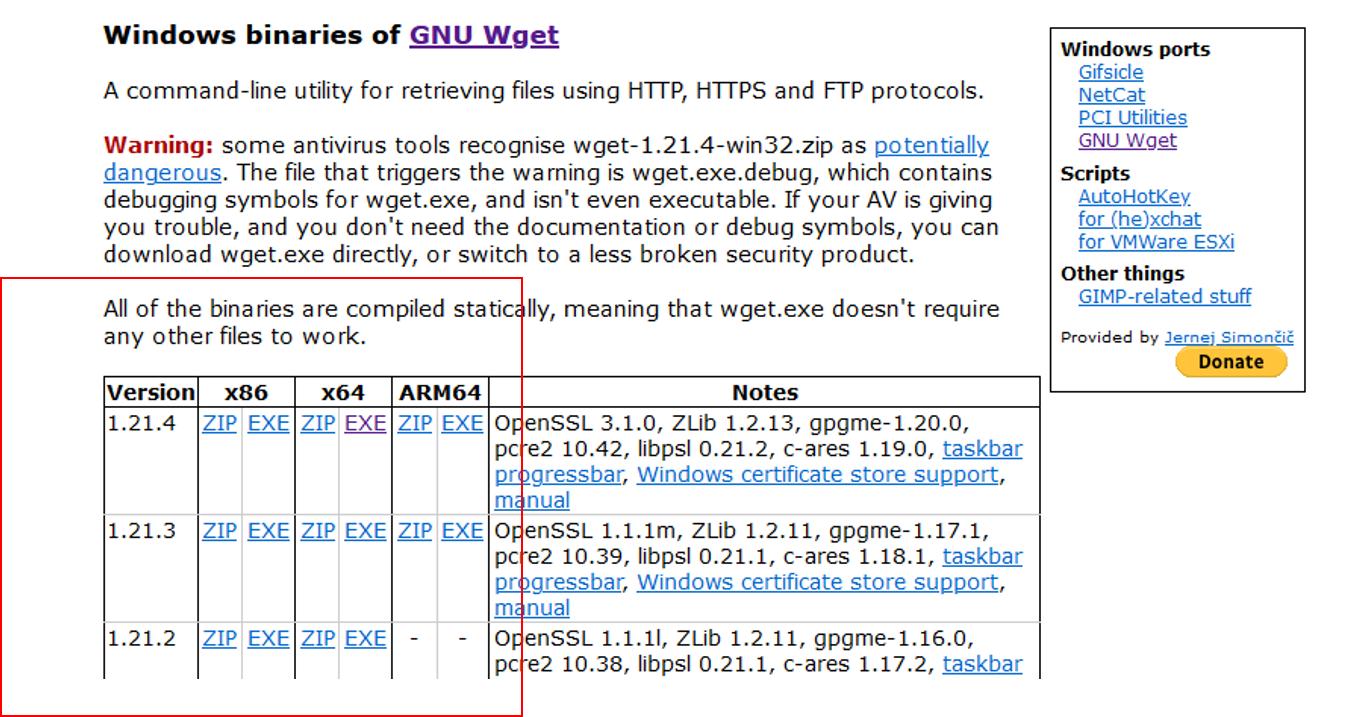 Windows binaries of GNU Wget
A command-line utility for retrieving files using HTTP, HTTPS and FTP protocols.
Warning: some antivirus tools recognise wget-1.21.4-win32.zip as potentially
dangerous. The file that triggers the warning is wget.exe.debug, which contains
debugging symbols for wget.exe, and isn't even executable. If your AV is giving
you trouble, and you don't need the documentation or debug symbols, you can
download wget.exe directly, or switch to a less broken security product.
All of the binaries are compiled statically, meaning that wget.exe doesn't require
any other files to work.
Version x86 x64 ARM64 Notes
1.21.4 ZIP EXE ZIP EXE ZIP EXE OpenSSL 3.1.0, ZLib 1.2.13, gpgme-1.20.0,
pcre2 10.42, libpsl 0.21.2, c-ares 1.19.0, taskbar
progressbar, Windows certificate store support,
manual
1.21.3 ZIP EXE ZIP EXE ZIP EXE OpenSSL 1.1.1m, ZLib 1.2.11, gpgme-1.17.1,
pcre2 10.39, libpsl 0.21.1, c-ares 1.18.1, taskbar
progressbar, Windows certificate store support,
manual
1.21.2 ZIP EXE ZIP EXE - - OpenSSL 1.1.1l, ZLib 1.2.11, gpgme-1.16.0,
pcre2 10.38, libpsl 0.21.1, c-ares 1.17.2, taskbar
Windows ports
Gifsicle
NetCat
PCI Utilities
GNU Wget
Scripts
AutoHotKey
for (he)xchat
for VMWare ESXi
Other things
GIMP-related stuff
Provided by Jernej Simončič
Donate